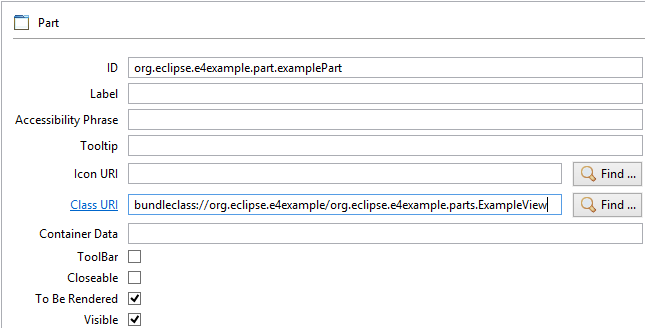 Part
ID org.eclipse.e4example.part.examplePart
Label
Accessibility Phrase
Tooltip
Icon URI Find ...
Class URI bundleclass://org.eclipse.e4example/org.eclipse.e4example.parts.ExampleView Find ...
Container Data
ToolBar
Closeable
To Be Rendered
Visible